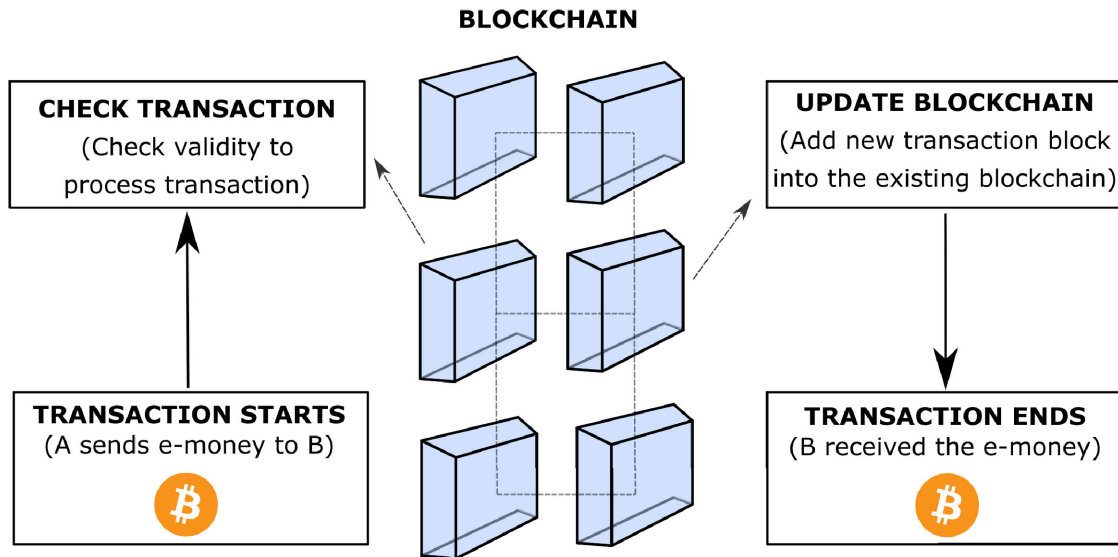 BLOCKCHAIN
CHECK TRANSACTION
(Check validity to
process transaction)
UPDATE BLOCKCHAIN
(Add new transaction block
into the existing blockchain)
TRANSACTION STARTS
(A sends e-money to B)
TRANSACTION ENDS
(B received the e-money)